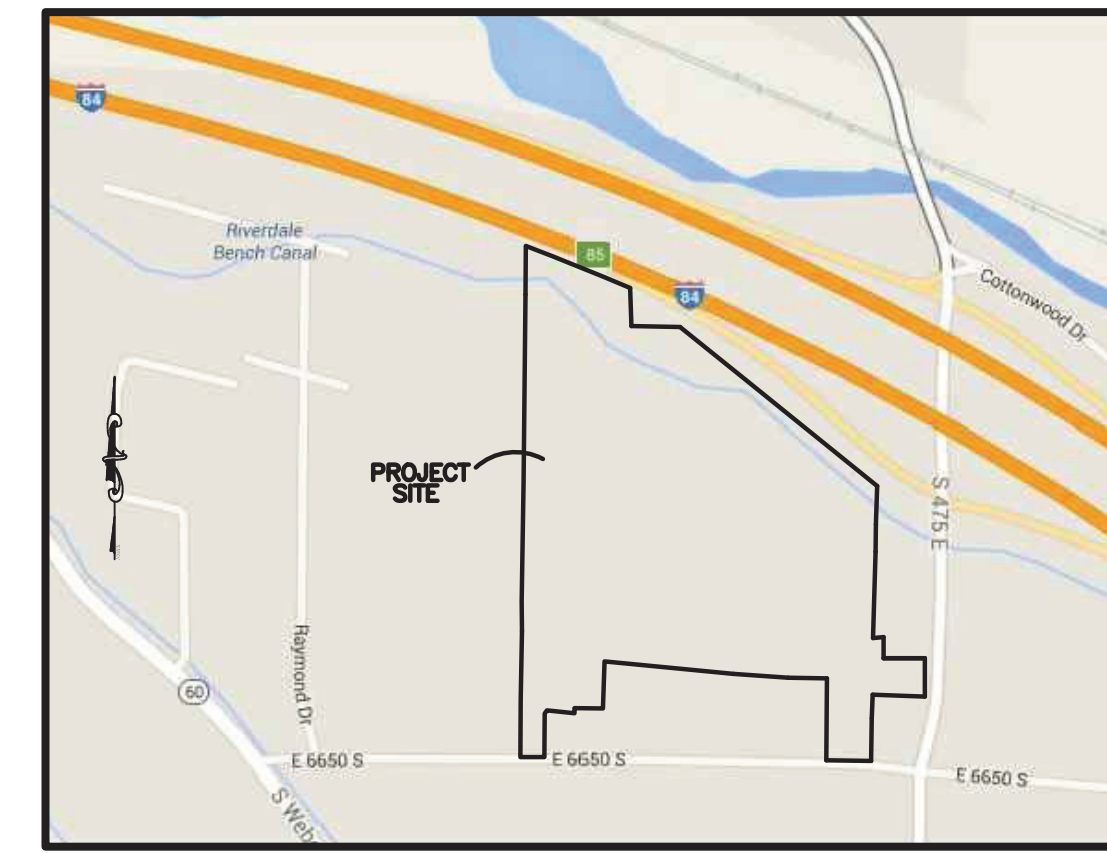 84
Riverdale
Bench Canal
85
84
Cottonwood Dr
PROJECT
SITE
S 475 E
Raymond Dr
60
E 6650 S
E 6650 S
E 6650 S
S Web